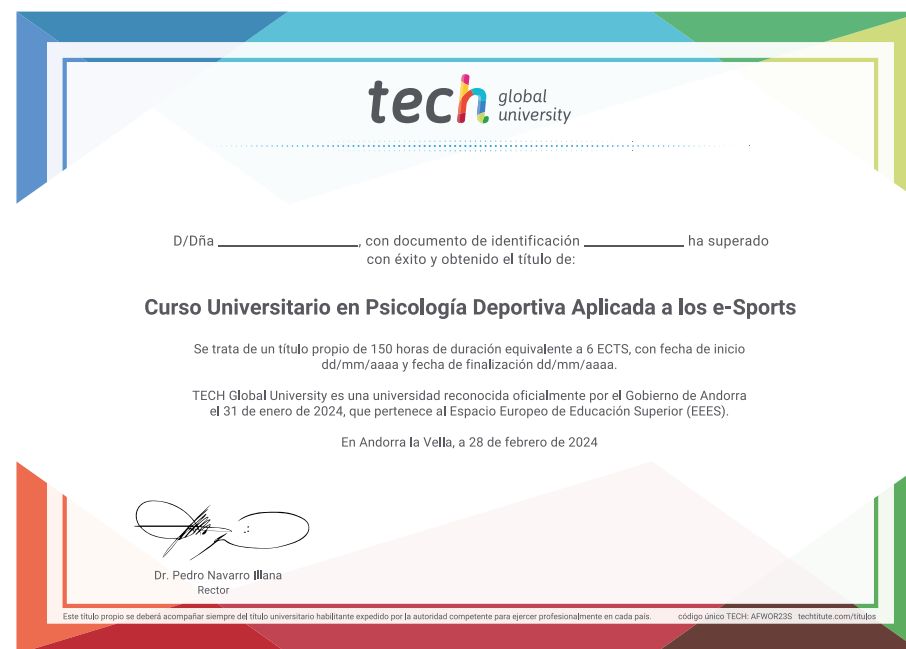 tech global university
D/Dña ____________________, con documento de identificación ______________ ha superado
con éxito y obtenido el título de:
Curso Universitario en Psicología Deportiva Aplicada a los e-Sports
Se trata de un título propio de 150 horas de duración equivalente a 6 ECTS, con fecha de inicio
dd/mm/aaaa y fecha de finalización dd/mm/aaaa.
TECH Global University es una universidad reconocida oficialmente por el Gobierno de Andorra
el 31 de enero de 2024, que pertenece al Espacio Europeo de Educación Superior (EEES).
En Andorra la Vella, a 28 de febrero de 2024
Dr. Pedro Navarro Illana
Rector
Este título propio se deberá acompañar siempre del título universitario habilitante expedido por la autoridad competente para ejercer profesionalmente en cada país. código único TECH: AFWOR23S techtitute.com/titulos